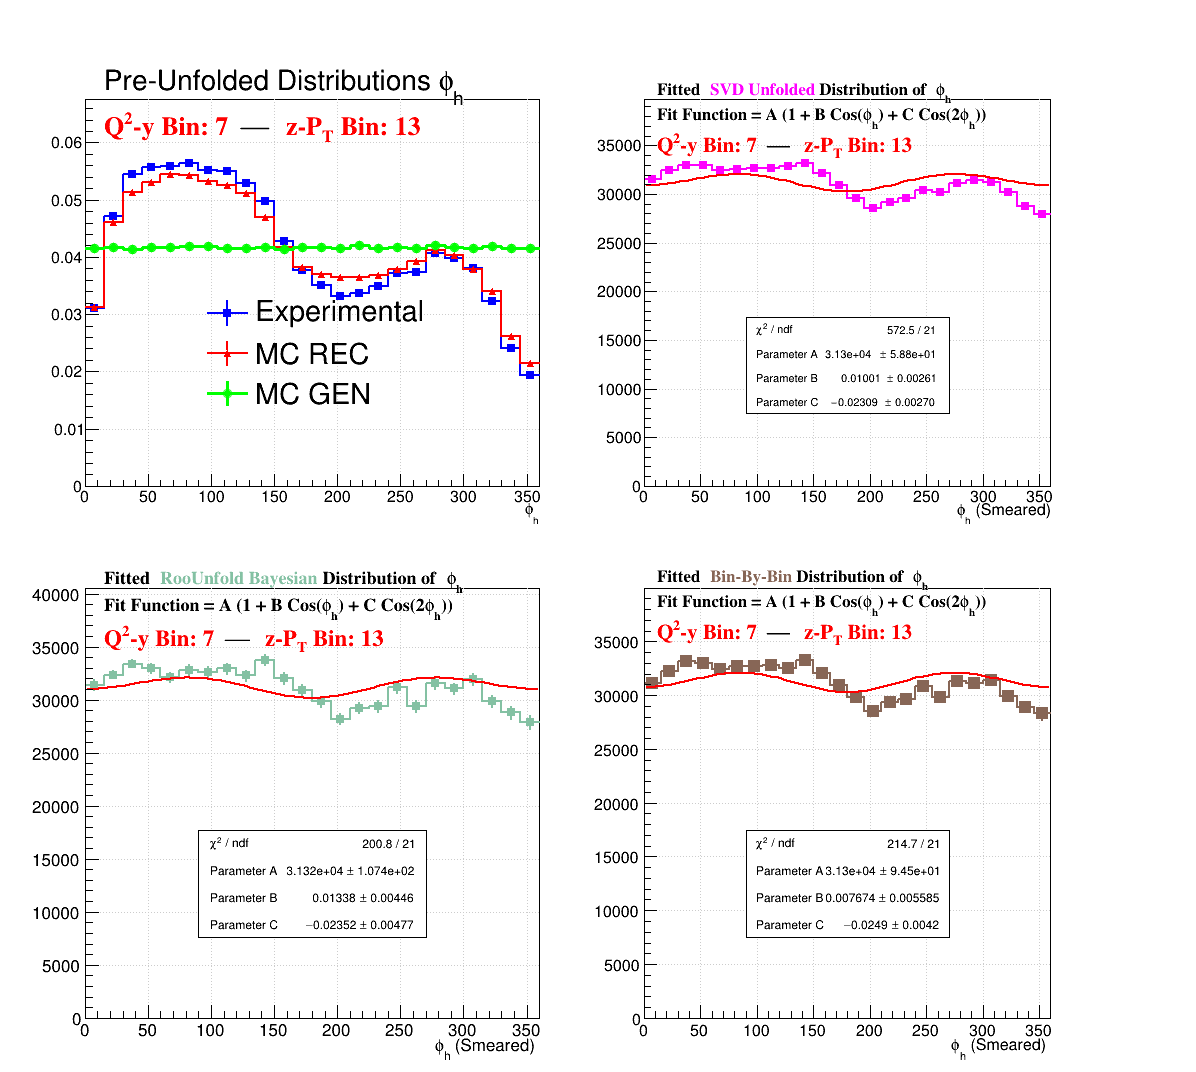 Pre-Unfolded Distributions ϕh
Q2-y Bin: 7 — z-PT Bin: 13
0.06
0.05
0.04
0.03
0.02
0.01
0
Experimental
MC REC
MC GEN
0 50 100 150 200 250 300 350
ϕh
Fitted SVD Unfolded Distribution of ϕh
Fit Function = A (1 + B Cos(ϕh) + C Cos(2ϕh))
Q2-y Bin: 7 — z-PT Bin: 13
35000
30000
25000
20000
15000
10000
5000
0
χ2 / ndf 572.5 / 21
Parameter A 3.13e+04 ± 5.88e+01
Parameter B 0.01001 ± 0.00261
Parameter C −0.02309 ± 0.00270
0 50 100 150 200 250 300 350
ϕh (Smeared)
Fitted RooUnfold Bayesian Distribution of ϕh
Fit Function = A (1 + B Cos(ϕh) + C Cos(2ϕh))
Q2-y Bin: 7 — z-PT Bin: 13
40000
35000
30000
25000
20000
15000
10000
5000
0
χ2 / ndf 200.8 / 21
Parameter A 3.132e+04 ± 1.074e+02
Parameter B 0.01338 ± 0.00446
Parameter C −0.02352 ± 0.00477
0 50 100 150 200 250 300 350
ϕh (Smeared)
Fitted Bin-By-Bin Distribution of ϕh
Fit Function = A (1 + B Cos(ϕh) + C Cos(2ϕh))
Q2-y Bin: 7 — z-PT Bin: 13
35000
30000
25000
20000
15000
10000
5000
0
χ2 / ndf 214.7 / 21
Parameter A 3.13e+04 ± 9.45e+01
Parameter B 0.007674 ± 0.005585
Parameter C −0.0249 ± 0.0042
0 50 100 150 200 250 300 350
ϕh (Smeared)